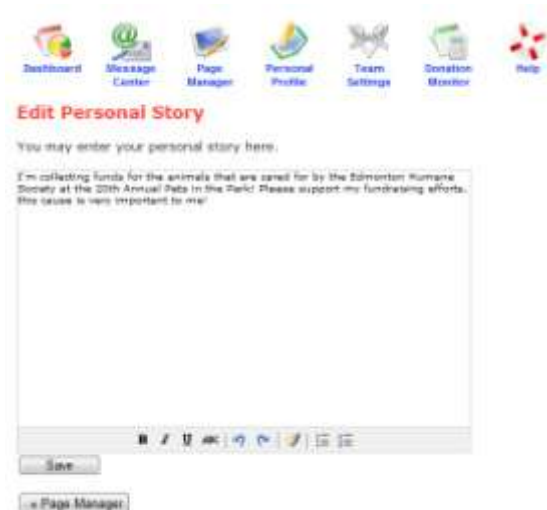 Dashboard Message Center Page Manager Personal Profile Team Settings Donation Monitor Help
Edit Personal Story
You may enter your personal story here.
I'm collecting funds for the animals that are cared for by the Edmonton Humane
Society at the 20th Annual Pets in the Park! Please support my fundraising efforts,
this cause is very important to me!
B I U ABC
Save
« Page Manager